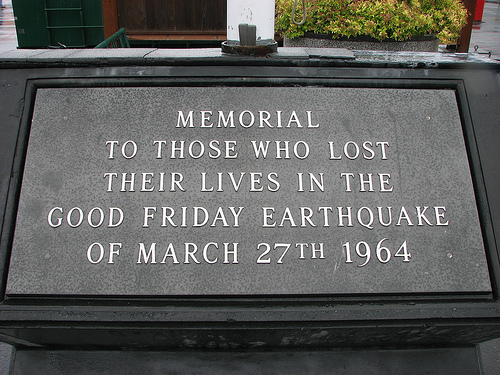 MEMORIAL
TO THOSE WHO LOST
THEIR LIVES IN THE
GOOD FRIDAY EARTHQUAKE
OF MARCH 27TH 1964